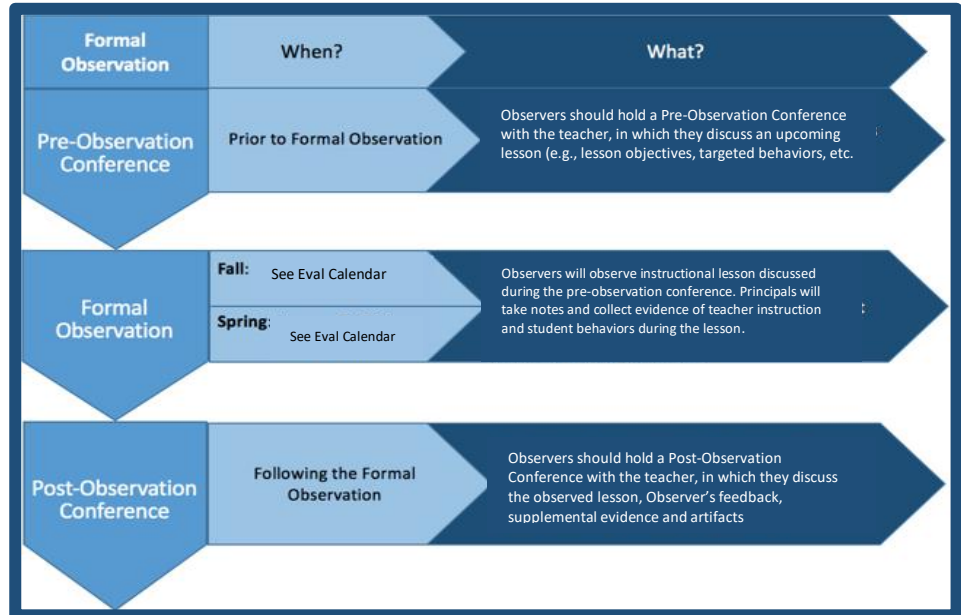 Formal
Observation
When?
What?
Pre-Observation
Conference
Prior to Formal Observation
Observers should hold a Pre-Observation Conference
with the teacher, in which they discuss an upcoming
lesson (e.g., lesson objectives, targeted behaviors, etc.
Formal
Observation
Fall: See Eval Calendar
Spring:
See Eval Calendar
Observers will observe instructional lesson discussed
during the pre-observation conference. Principals will
take notes and collect evidence of teacher instruction
and student behaviors during the lesson.
Post-Observation
Conference
Following the Formal
Observation
Observers should hold a Post-Observation
Conference with the teacher, in which they discuss
the observed lesson, Observer's feedback,
supplemental evidence and artifacts